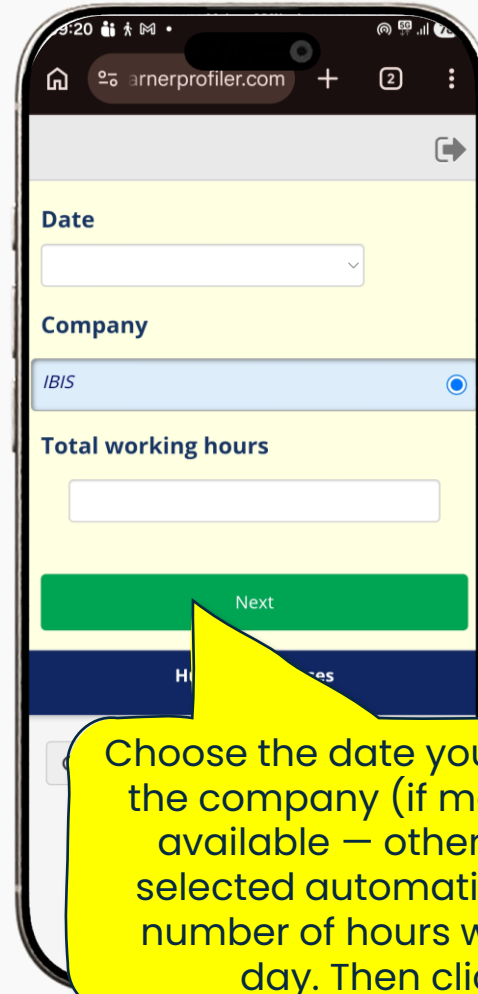 9:20
5G
arnerprofiler.com
2
Date
Company
IBIS
Total working hours
Next
Choose the date you
the company (if
available — other
selected automati
number of hours
day. Then